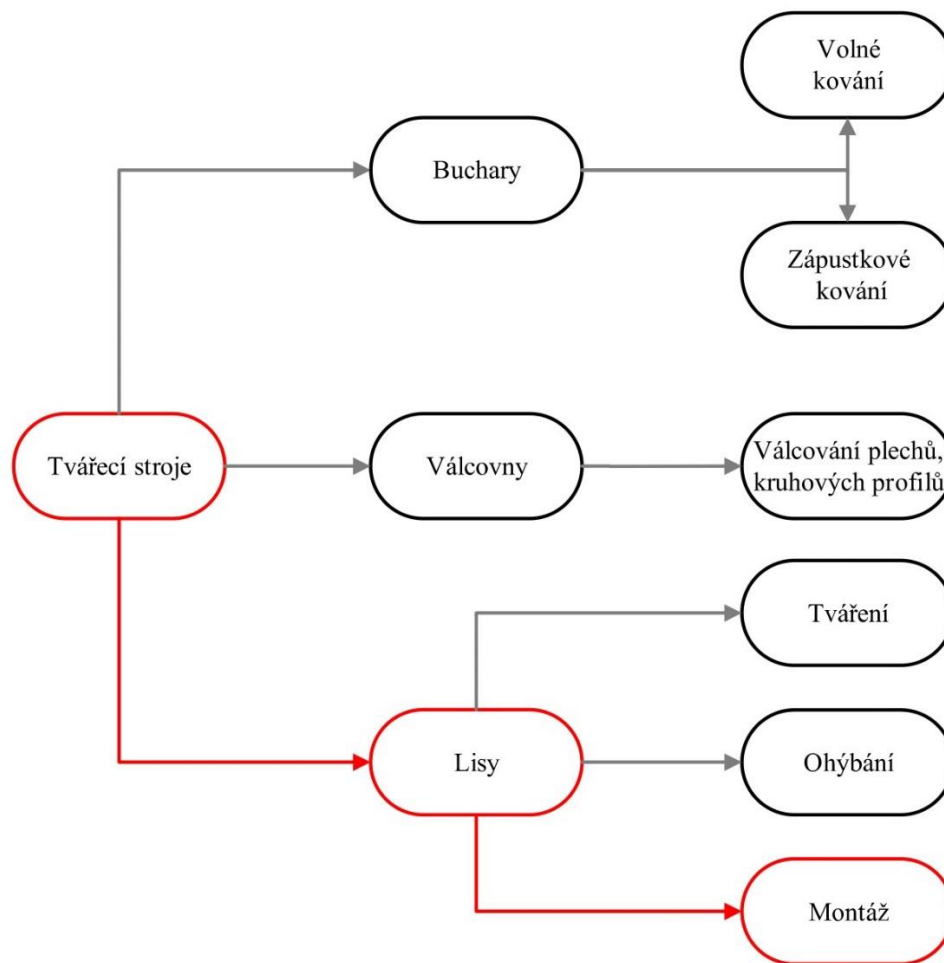 Volné
kování
Buchary
Zápustkové
kování
Tvářecí stroje
Válcovny
Válcování plechů,
kruhových profilů
Tváření
Lisy
Ohýbání
Montáž